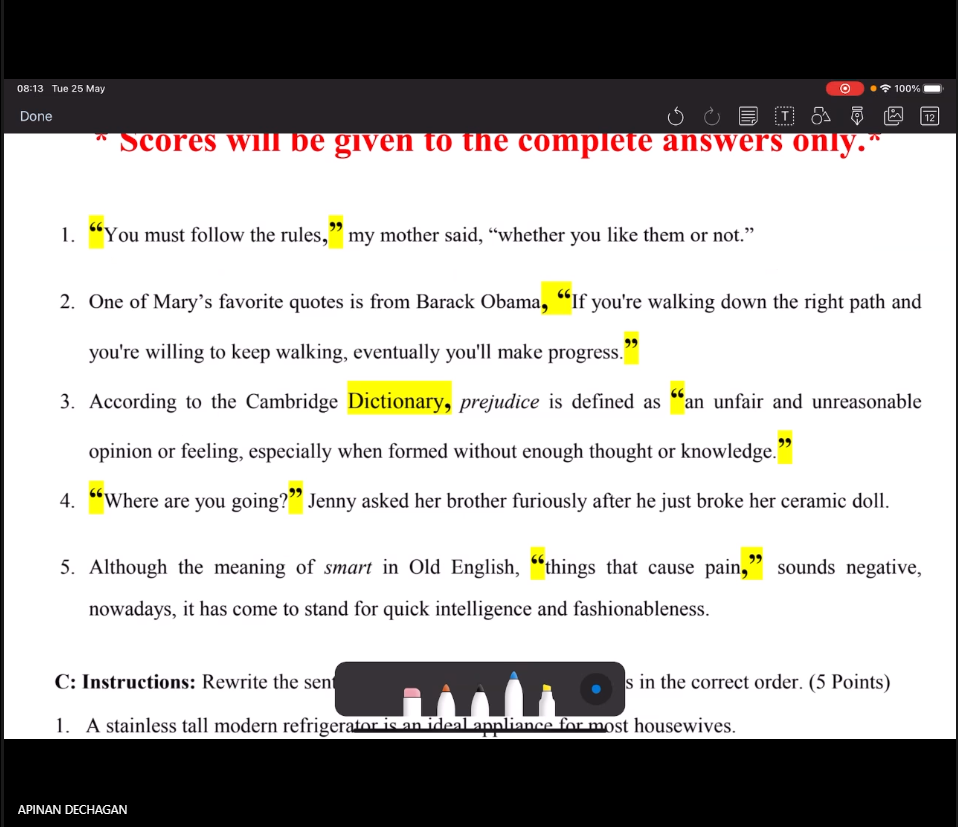 08:13 Tue 25 May
100%
Done
T
12
* Scores will be given to the complete answers only.*
1. “You must follow the rules,” my mother said, “whether you like them or not.”
2. One of Mary’s favorite quotes is from Barack Obama, “If you're walking down the right path and
you're willing to keep walking, eventually you'll make progress.”
3. According to the Cambridge Dictionary, prejudice is defined as “an unfair and unreasonable
opinion or feeling, especially when formed without enough thought or knowledge.”
4. “Where are you going?” Jenny asked her brother furiously after he just broke her ceramic doll.
5. Although the meaning of smart in Old English, “things that cause pain,” sounds negative,
nowadays, it has come to stand for quick intelligence and fashionableness.
C: Instructions: Rewrite the sent s in the correct order. (5 Points)
1. A stainless tall modern refrigerator is an ideal appliance for most housewives.
APINAN DECHAGAN